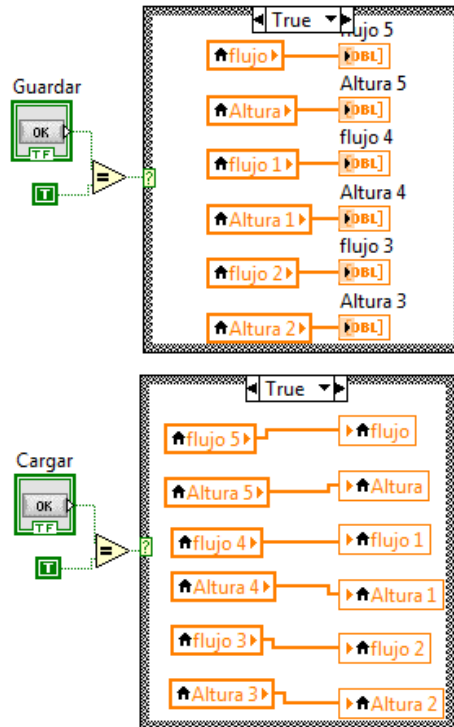 True
flujo 5
flujo
DBL
Altura 5
Guardar
Altura
DBL
OK
flujo 4
TF
flujo 1
DBL
T
=
?
Altura 4
Altura 1
DBL
flujo 3
flujo 2
DBL
Altura 3
Altura 2
DBL
True
flujo 5
flujo
Cargar
Altura 5
Altura
OK
TF
flujo 4
flujo 1
T
=
?
Altura 4
Altura 1
flujo 3
flujo 2
Altura 3
Altura 2